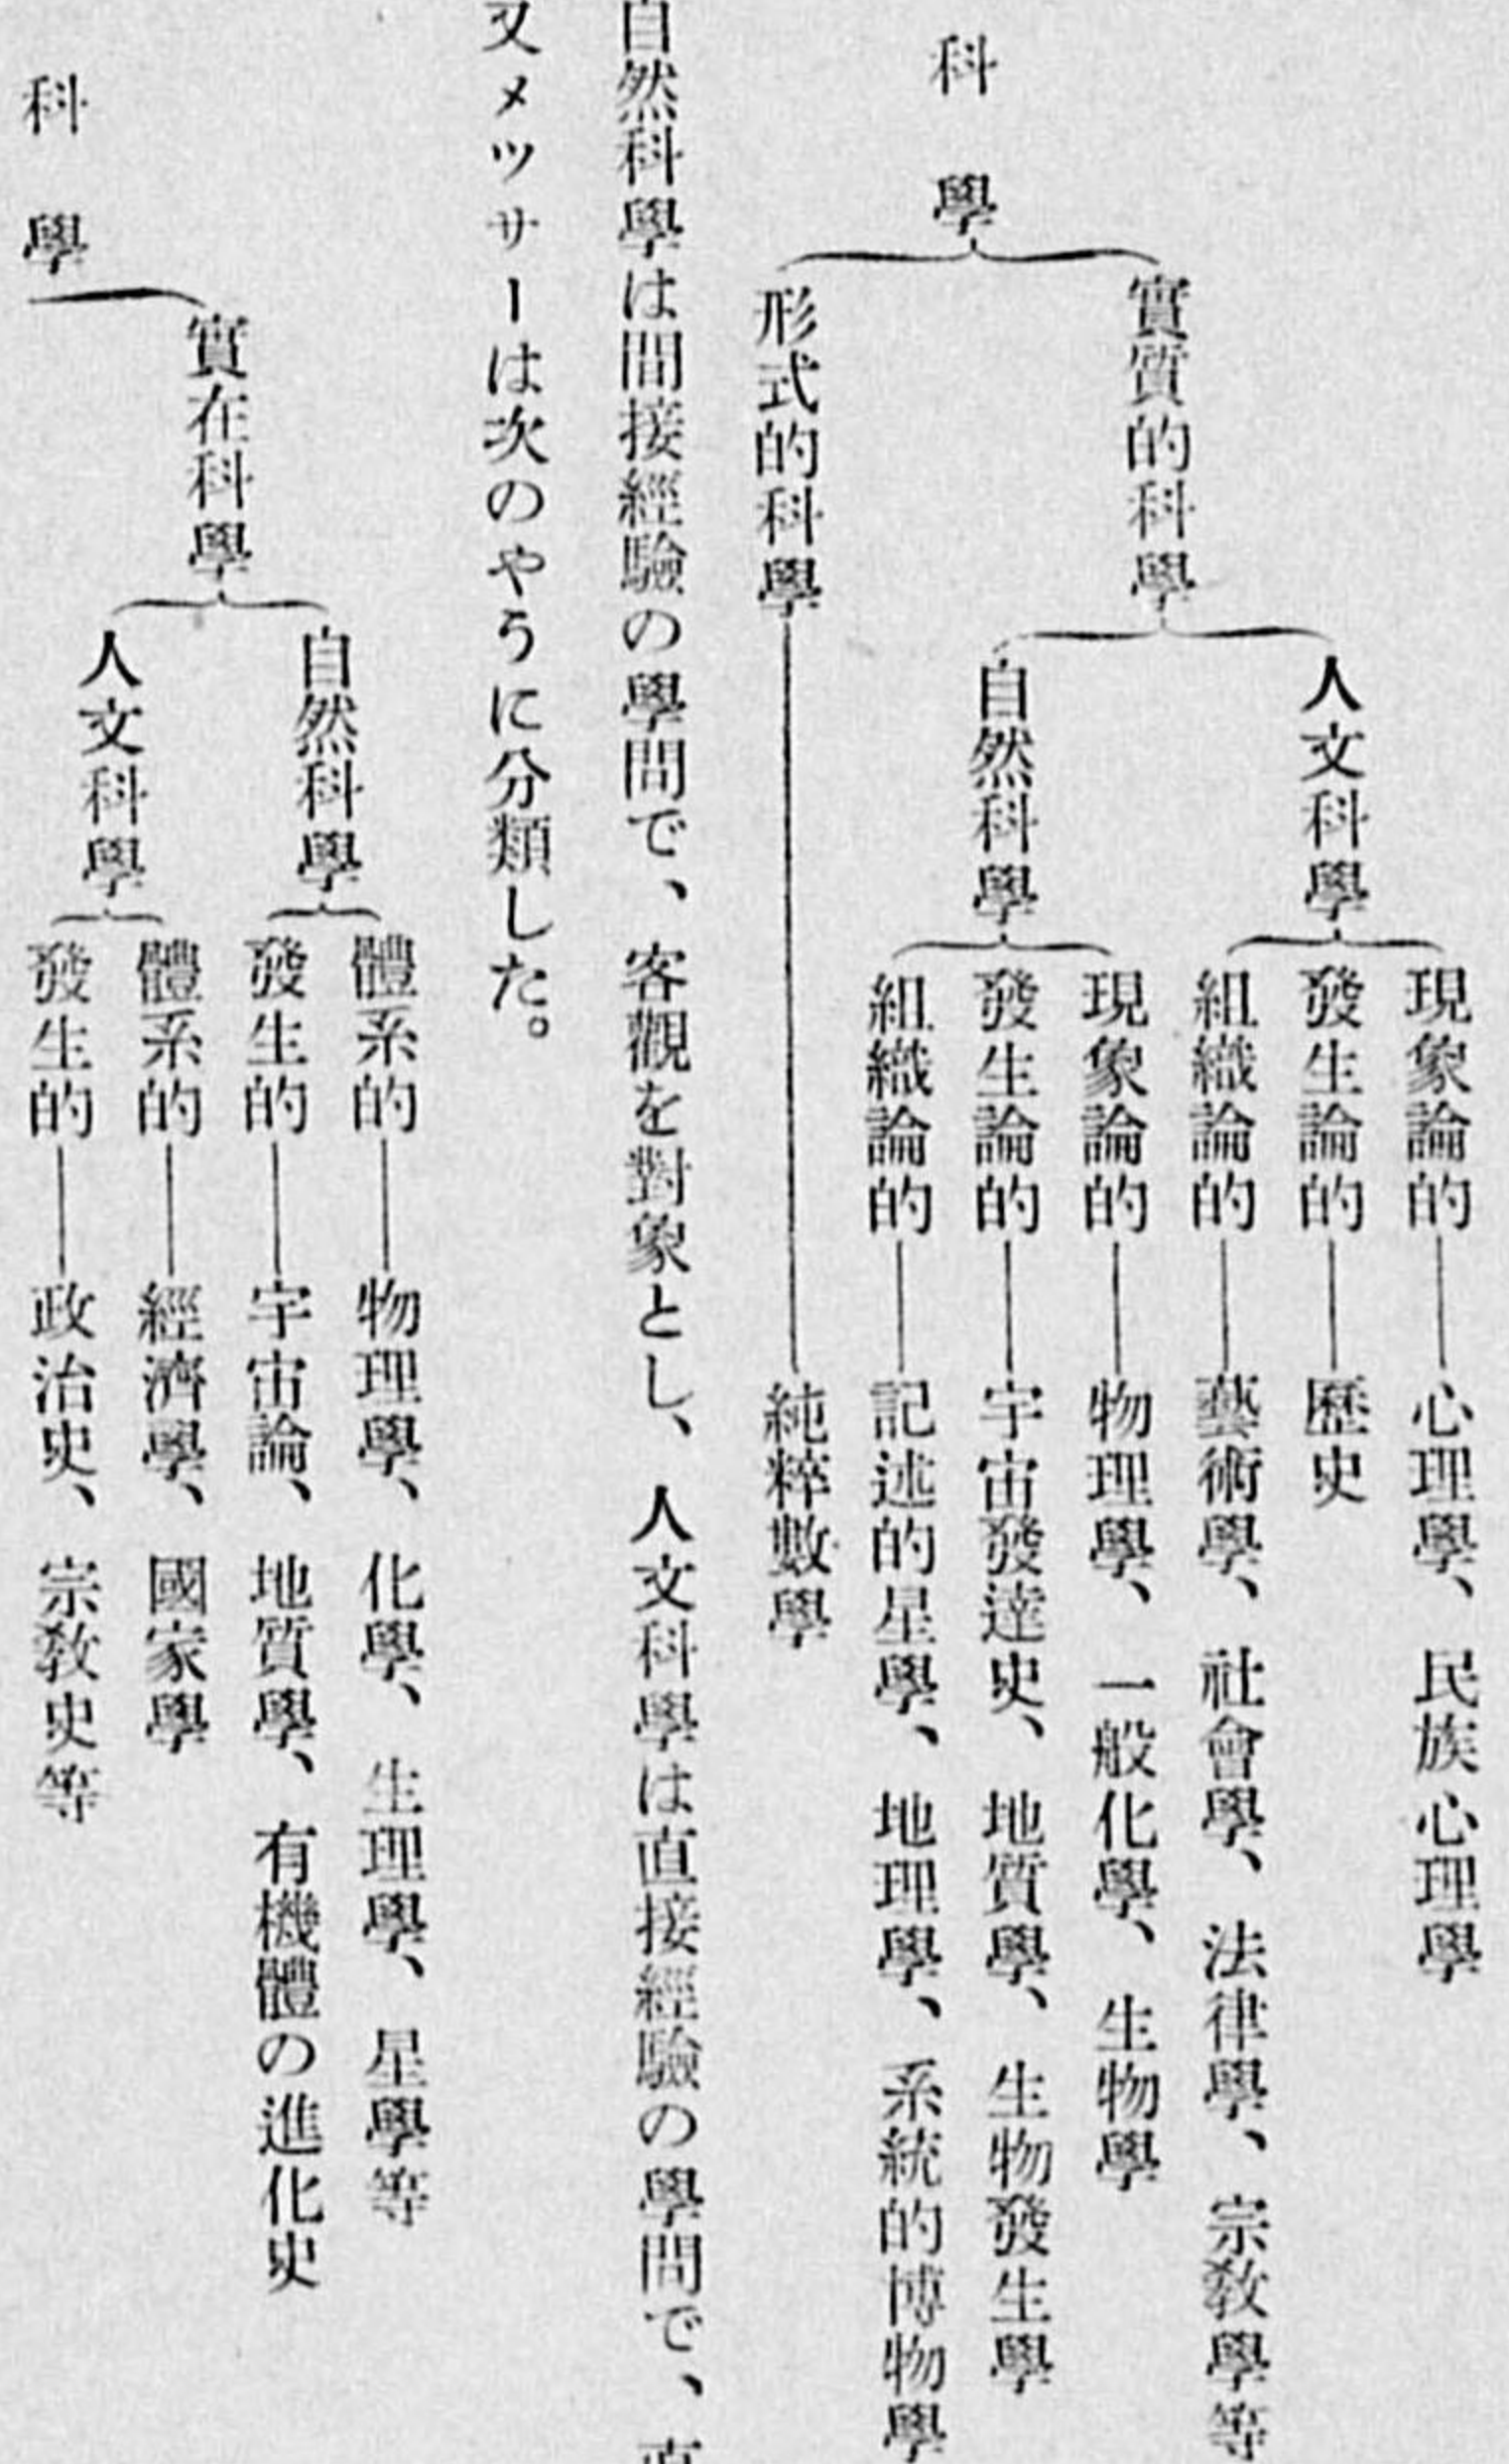 科學
實質的科學
人文科學
現象論的——心理學、民族心理學
發生論的——歷史
組織論的——藝術學、社會學、法律學、宗教學等
自然科學
現象論的——物理學、一般化學、生物學
發生論的——宇宙發達史、地質學、生物發生學
組織論的——記述的星學、地理學、系統的博物學
形式的科學——純粹數學
自然科學は間接經驗の學問で、客觀を對象とし、人文科學は直接經驗の學問で、直
又メツサーは次のやうに分類した。
科學
實在科學
自然科學
體系的——物理學、化學、生理學、星學等
發生的——宇宙論、地質學、有機體の進化史
人文科學
體系的——經濟學、國家學
發生的——政治史、宗教史等